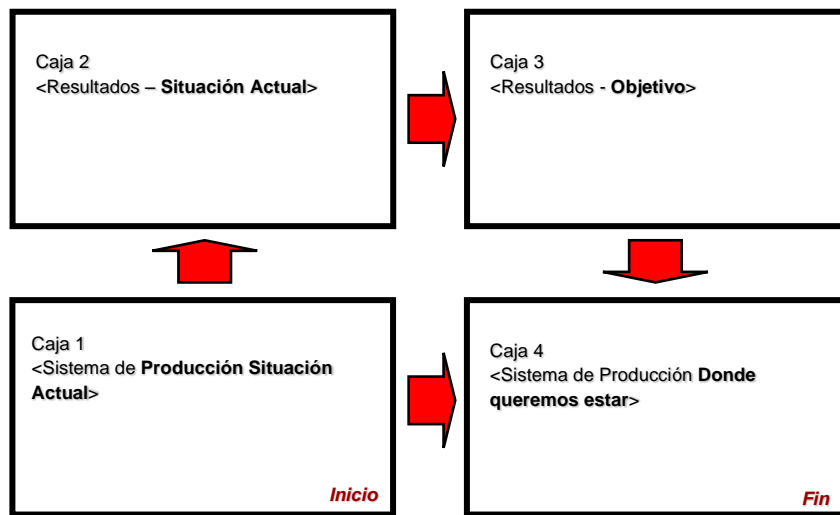 Caja 2
<Resultados – Situación Actual>
Caja 3
<Resultados - Objetivo>
Caja 1
<Sistema de Producción Situación
Actual>
Inicio
Caja 4
<Sistema de Producción Donde
queremos estar>
Fin